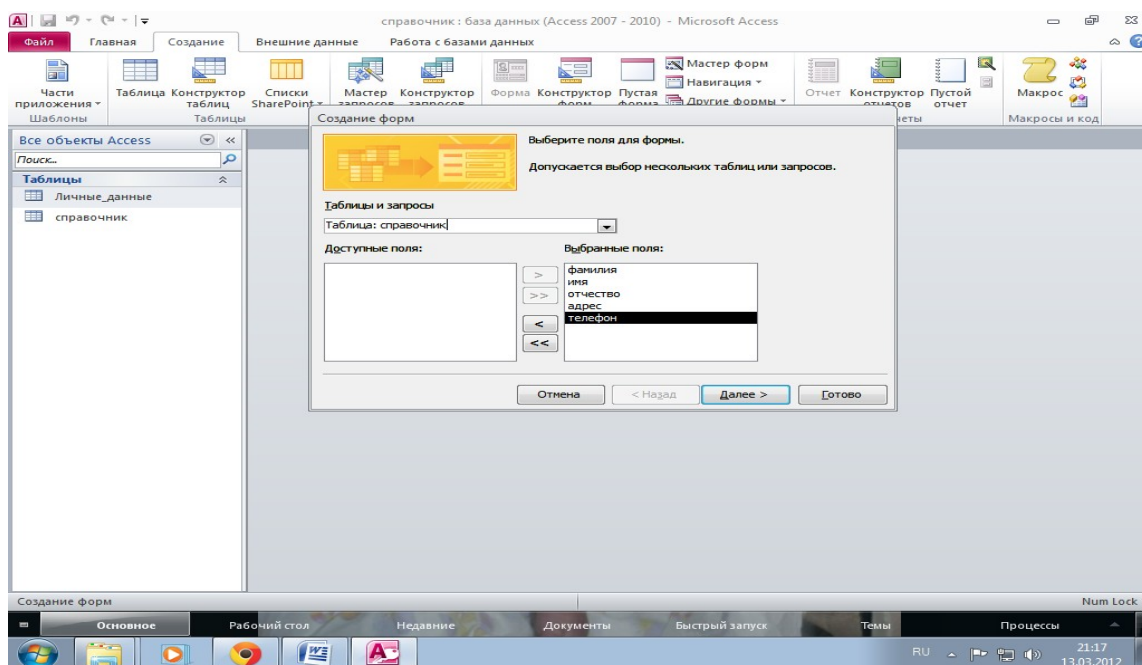 справочник : база данных (Access 2007 - 2010) - Microsoft Access
Файл Главная Создание Внешние данные Работа с базами данных
Части приложения
Таблица
Конструктор таблиц
Списки SharePoint
Мастер запросов
Конструктор запросов
Форма
Конструктор форм
Пустая форма
Мастер форм
Навигация
Другие формы
Отчет
Конструктор отчетов
Пустой отчет
Макрос
Шаблоны
Таблицы
Макросы и код
Все объекты Access
Поиск...
Таблицы
Личные_данные
справочник
Создание форм
Выберите поля для формы.
Допускается выбор нескольких таблиц или запросов.
Таблицы и запросы
Таблица: справочник
Доступные поля:
Выбранные поля:
>
>>
<
<<
фамилия
имя
отчество
адрес
телефон
Отмена
< Назад
Далее >
Готово
Создание форм
Num Lock
Основное Рабочий стол Недавние Документы Быстрый запуск Темы Процессы
RU
21:17
13.03.2012